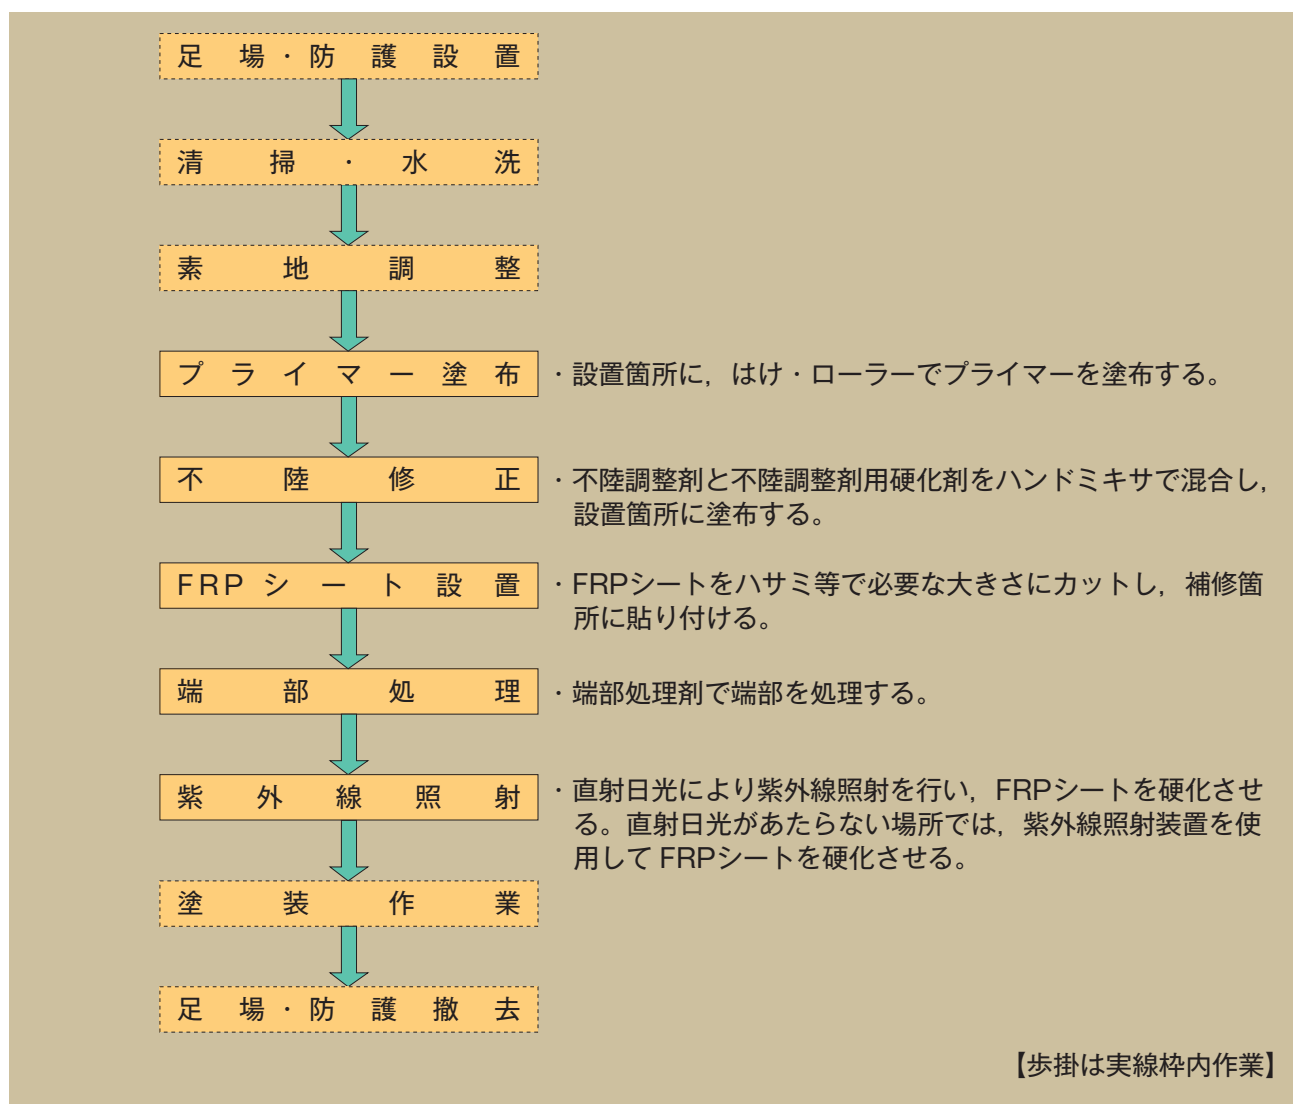 足場・防護設置
清掃・水洗
素地調整
プライマー塗布
・設置箇所に，はけ・ローラーでプライマーを塗布する。
不陸修正
・不陸調整剤と不陸調整剤用硬化剤をハンドミキサで混合し，
設置箇所に塗布する。
FRPシート設置
・FRPシートをハサミ等で必要な大きさにカットし，補修箇
所に貼り付ける。
端部処理
・端部処理剤で端部を処理する。
紫外線照射
・直射日光により紫外線照射を行い，FRPシートを硬化させ
る。直射日光があたらない場所では，紫外線照射装置を使
用して FRPシートを硬化させる。
塗装作業
足場・防護撤去
【歩掛は実線枠内作業】